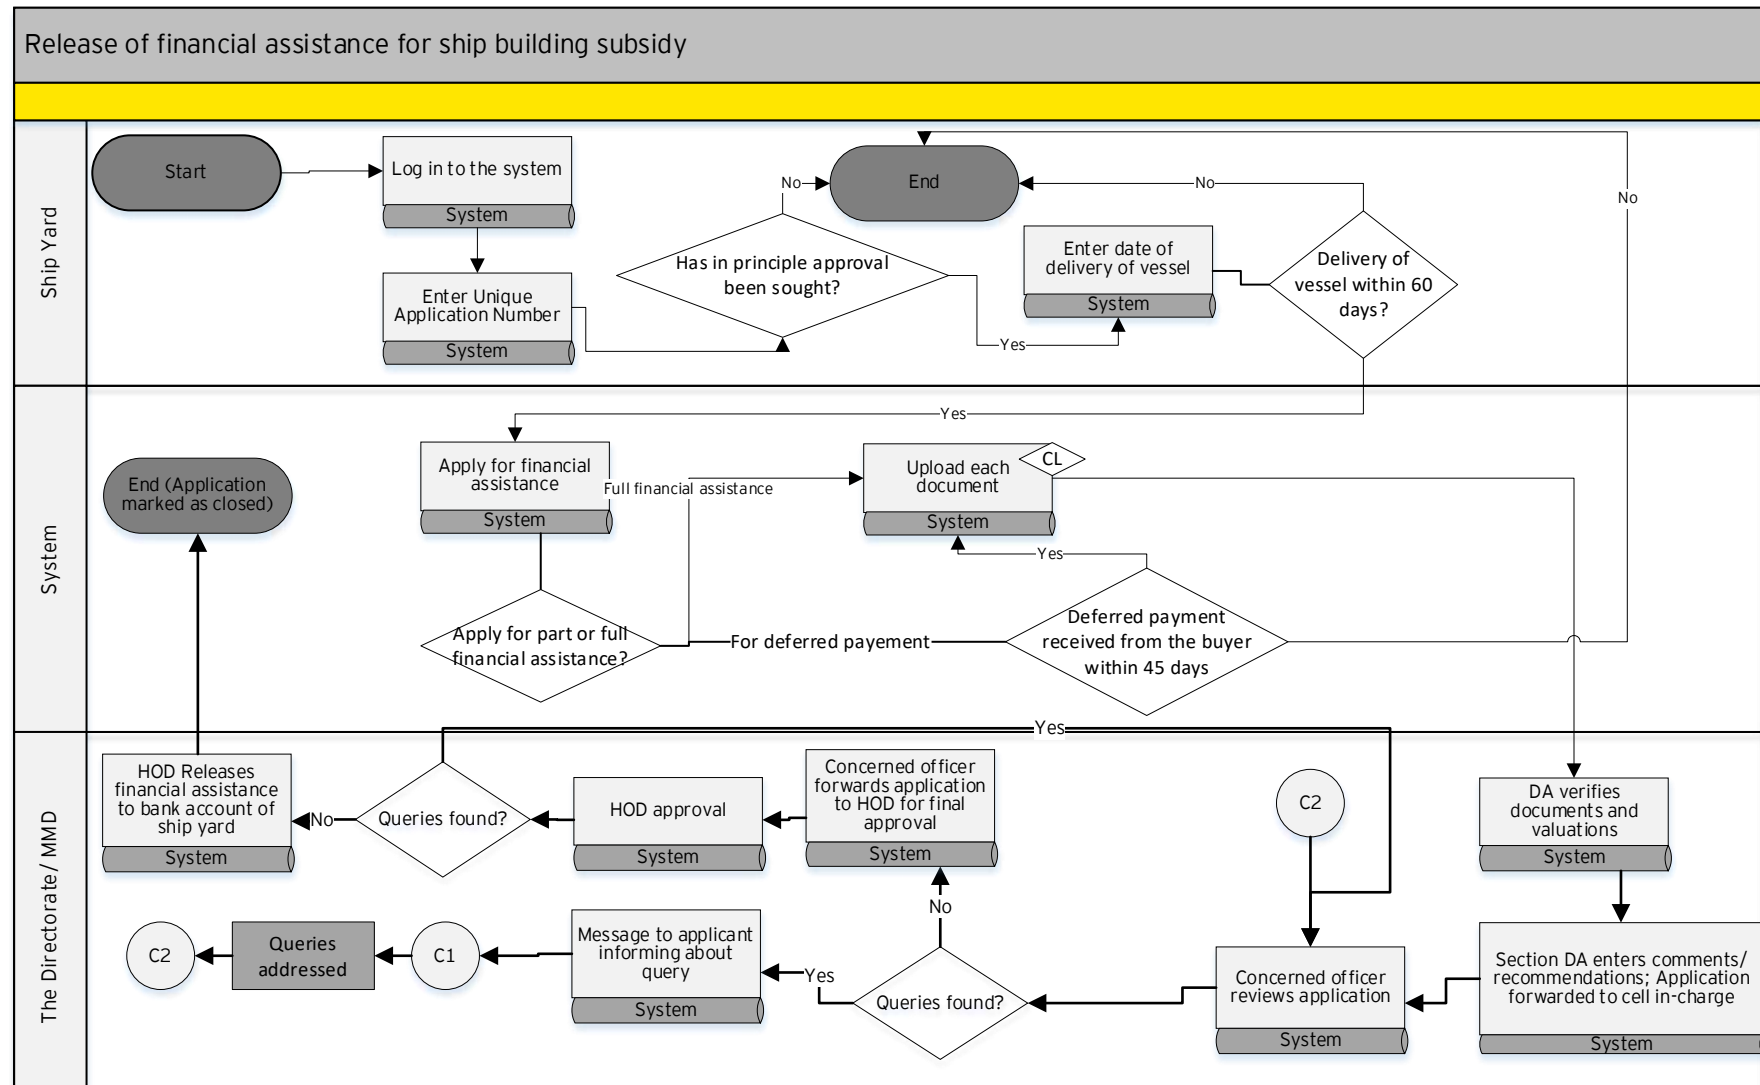 Release of financial assistance for ship building subsidy
Ship Yard
Start
Log in to the system
System
Enter Unique
Application Number
System
Has in principle approval
been sought?
No
End
Yes
Enter date of
delivery of vessel
System
No
Delivery of
vessel within 60
days?
No
System
Yes
End (Application
marked as closed)
Apply for financial
assistance
System
Full financial assistance
Upload each
document
CL
System
Yes
Apply for part or full
financial assistance?
For deferred payement
Deferred payment
received from the buyer
within 45 days
The Directorate/ MMD
Yes
HOD Releases
financial assistance
to bank account of
ship yard
System
No
Queries found?
HOD approval
System
Concerned officer
forwards application
to HOD for final
approval
System
C2
DA verifies
documents and
valuations
System
No
C2
Queries
addressed
C1
Message to applicant
informing about
query
System
Yes
Queries found?
Concerned officer
reviews application
System
Section DA enters comments/
recommendations; Application
forwarded to cell in-charge
System